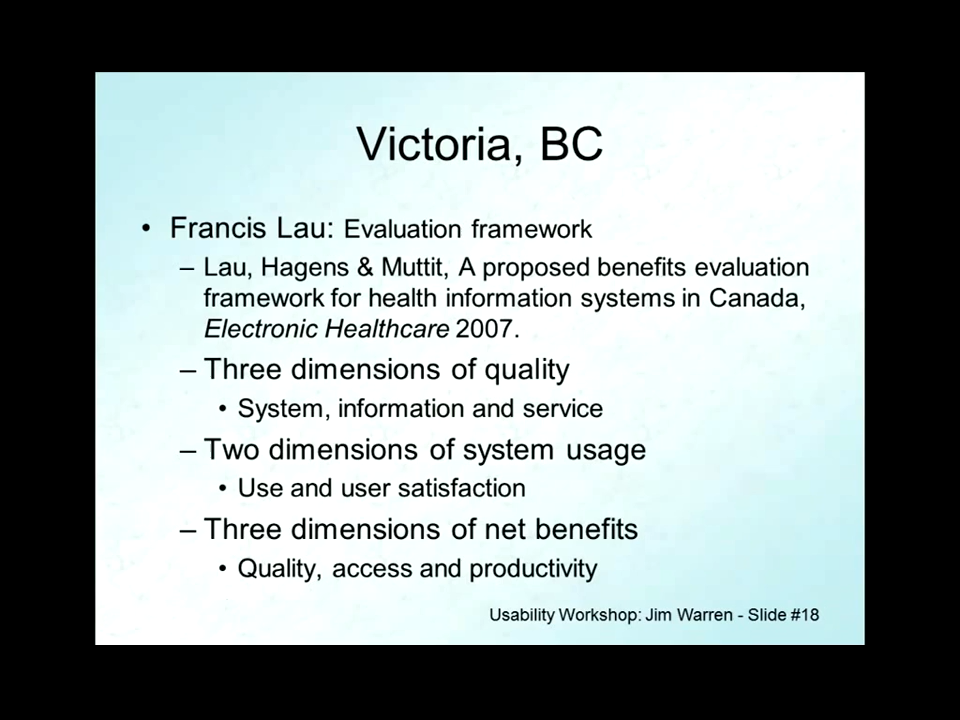 Victoria, BC
• Francis Lau: Evaluation framework
– Lau, Hagens & Muttit, A proposed benefits evaluation
framework for health information systems in Canada,
Electronic Healthcare 2007.
– Three dimensions of quality
• System, information and service
– Two dimensions of system usage
• Use and user satisfaction
– Three dimensions of net benefits
• Quality, access and productivity
Usability Workshop: Jim Warren - Slide #18